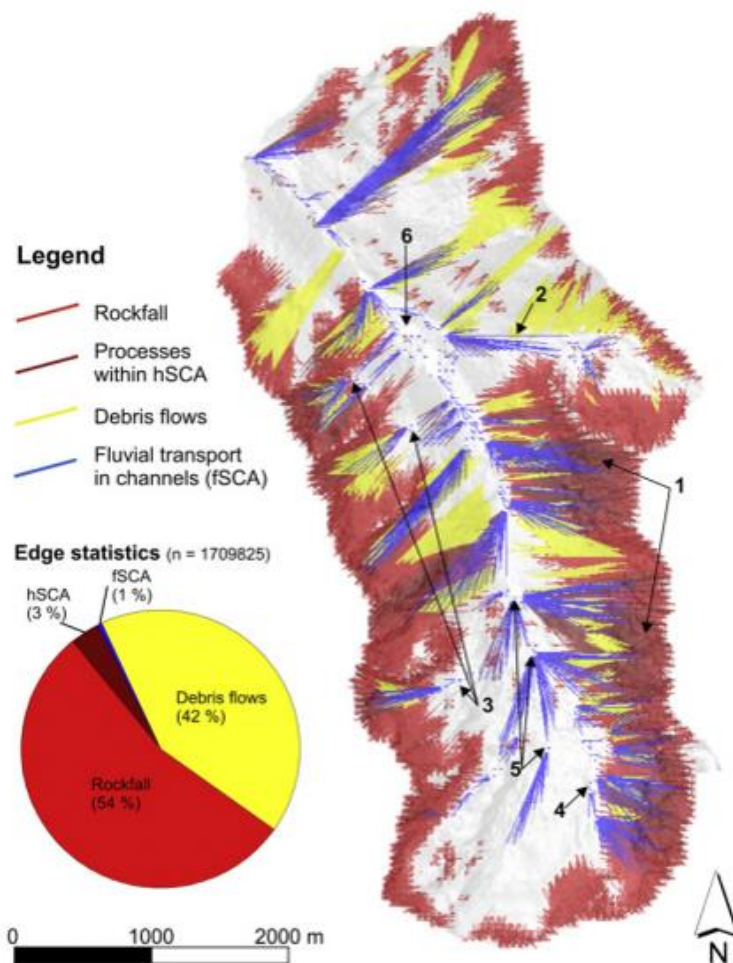 6
Legend
2
Rockfall
Processes
within hSCA
Debris flows
Fluvial transport
in channels (fSCA)
1
Edge statistics (n = 1709825)
fSCA
(1 %)
hSCA
(3 %)
Debris flows
(42 %)
3
Rockfall
(54 %)
5
4
0 1000 2000 m
N